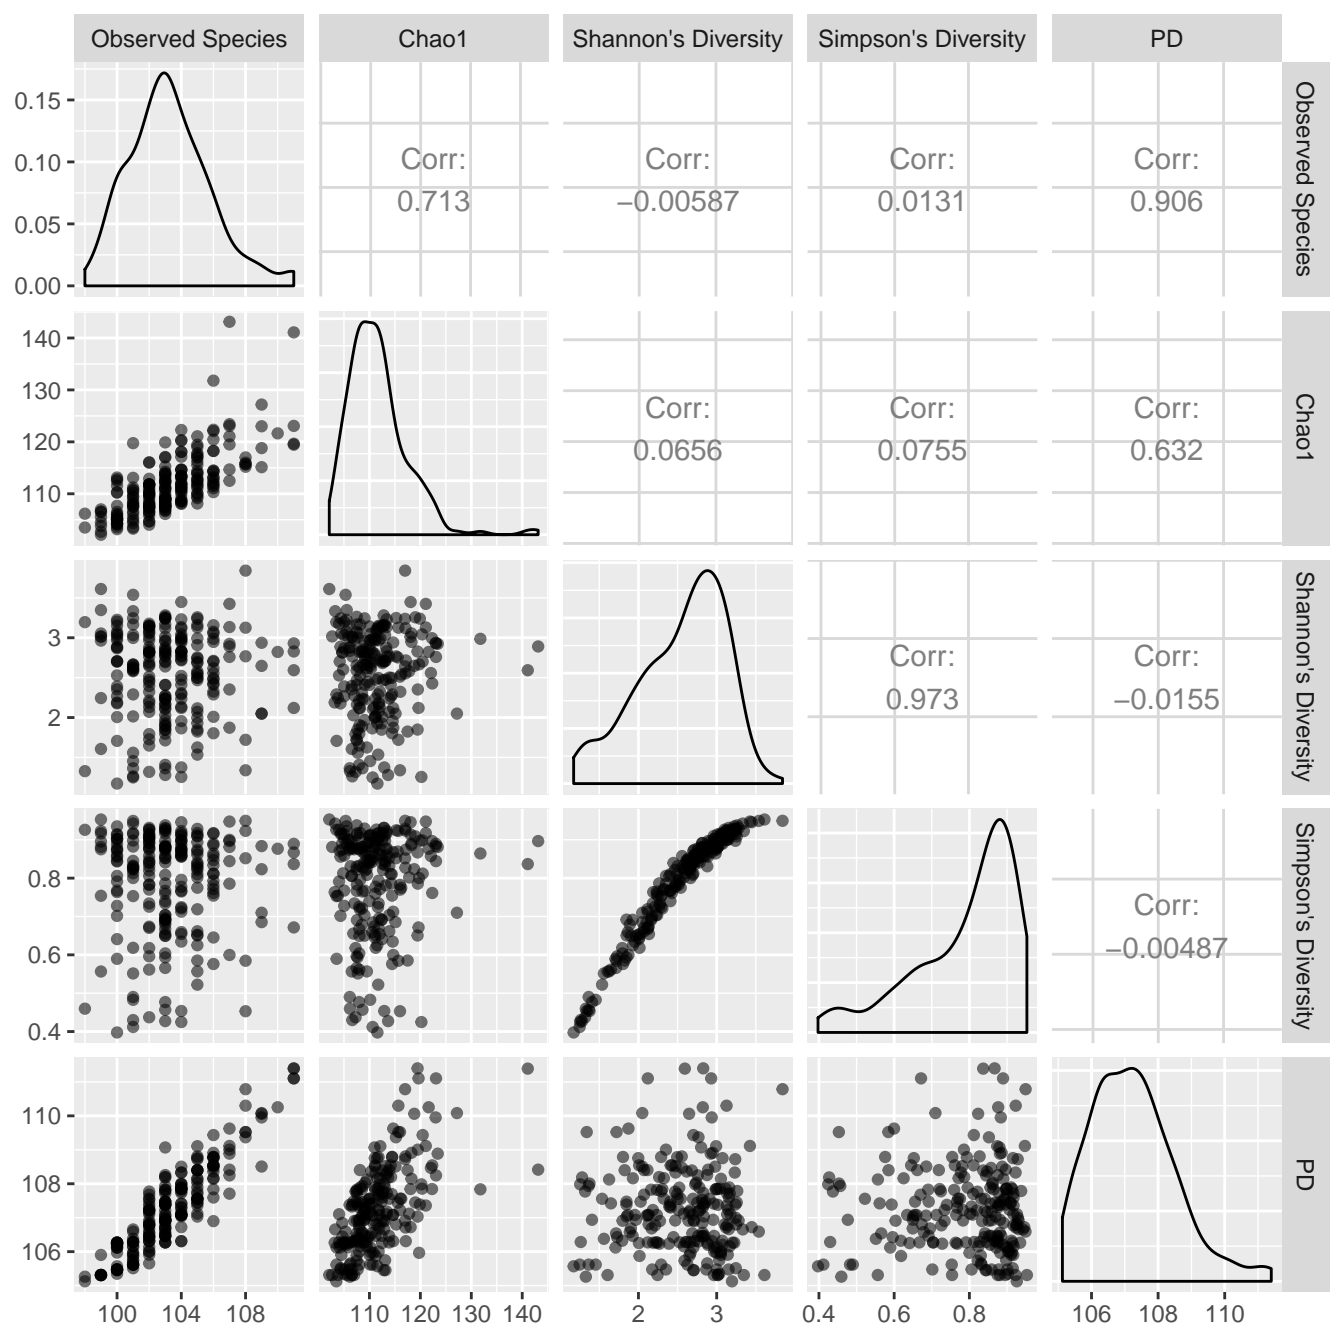 Observed Species Chao1 Shannon's Diversity Simpson's Diversity PD
0.15
0.10
0.05
0.00
Corr:
0.713
Corr:
−0.00587
Corr:
0.0131
Corr:
0.906
Observed Species
140
130
120
110
Corr:
0.0656
Corr:
0.0755
Corr:
0.632
Chao1
3
2
Corr:
0.973
Corr:
−0.0155
Shannon's Diversity
0.8
0.6
0.4
Corr:
−0.00487
Simpson's Diversity
110
108
106
PD
100 104 108 110 120 130 140 2 3 0.4 0.6 0.8 106 108 110